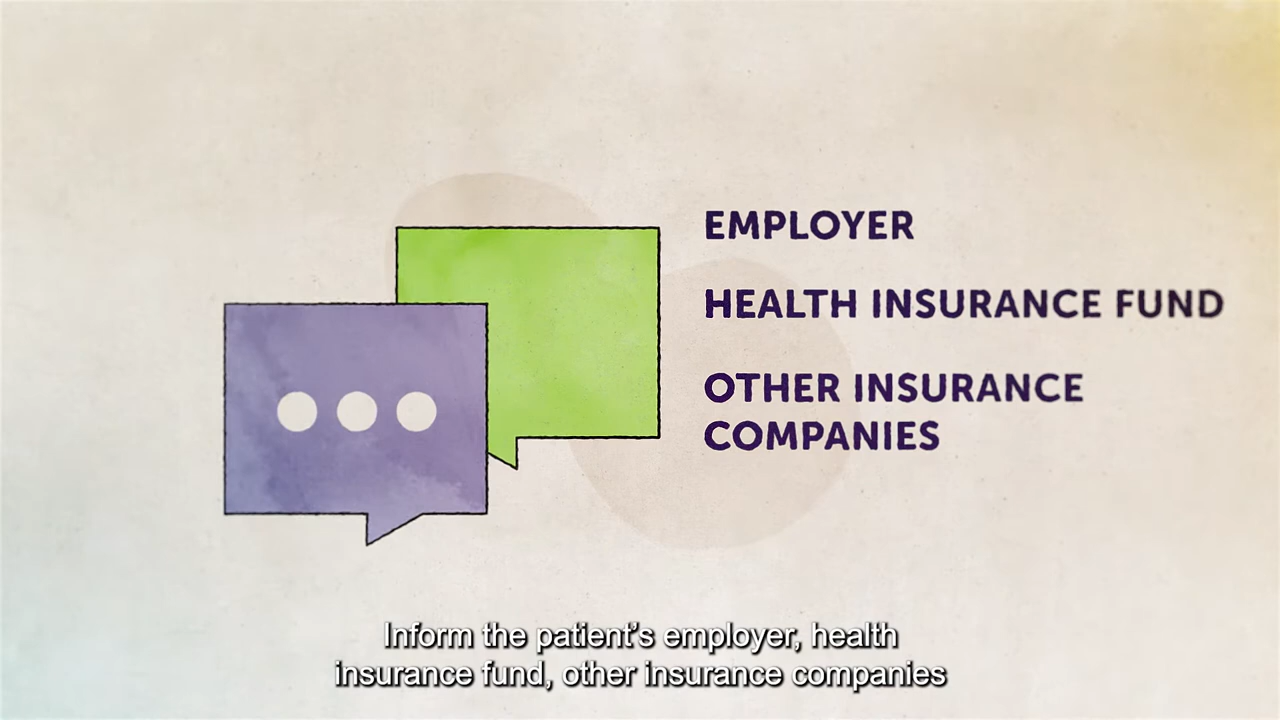 EMPLOYER
HEALTH INSURANCE FUND
OTHER INSURANCE
COMPANIES
Inform the patient's employer, health
insurance fund, other insurance companies